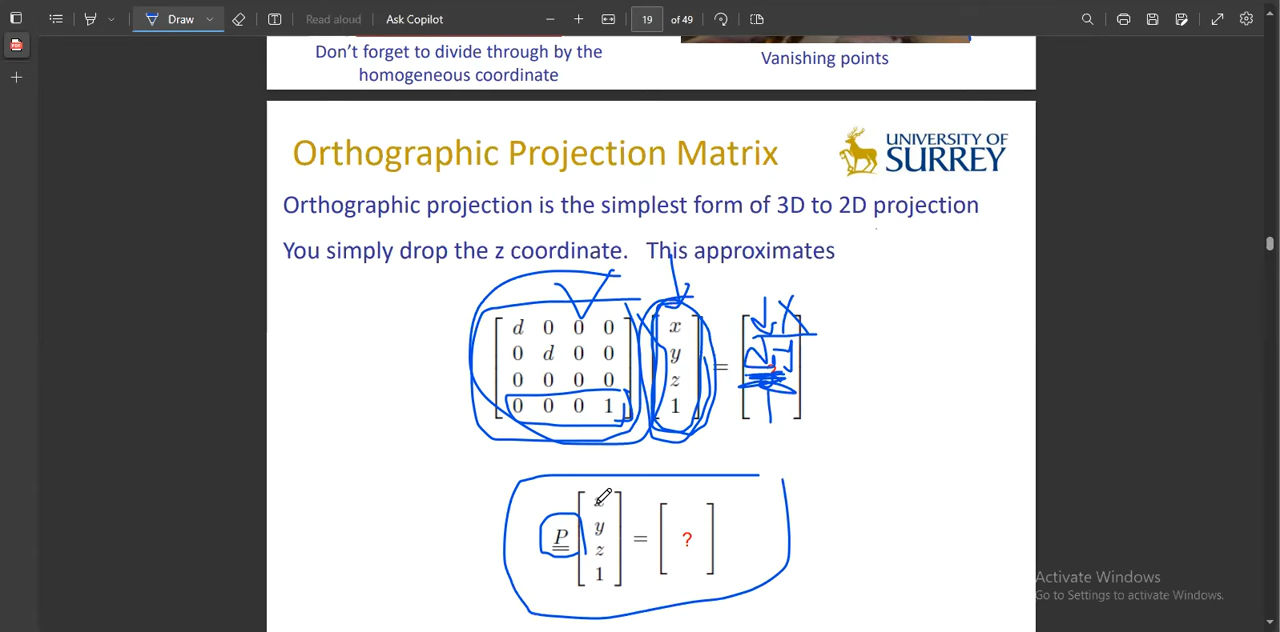 Draw
Read aloud
Ask Copilot
19 of 49
Don't forget to divide through by the
homogeneous coordinate
Vanishing points
Orthographic Projection Matrix
UNIVERSITY OF
SURREY
Orthographic projection is the simplest form of 3D to 2D projection
You simply drop the z coordinate. This approximates
d 0 0 0 x
0 d 0 0 y
0 0 0 0 z =
0 0 0 1 1
P x y z 1 = ?
Activate Windows
Go to Settings to activate Windows.